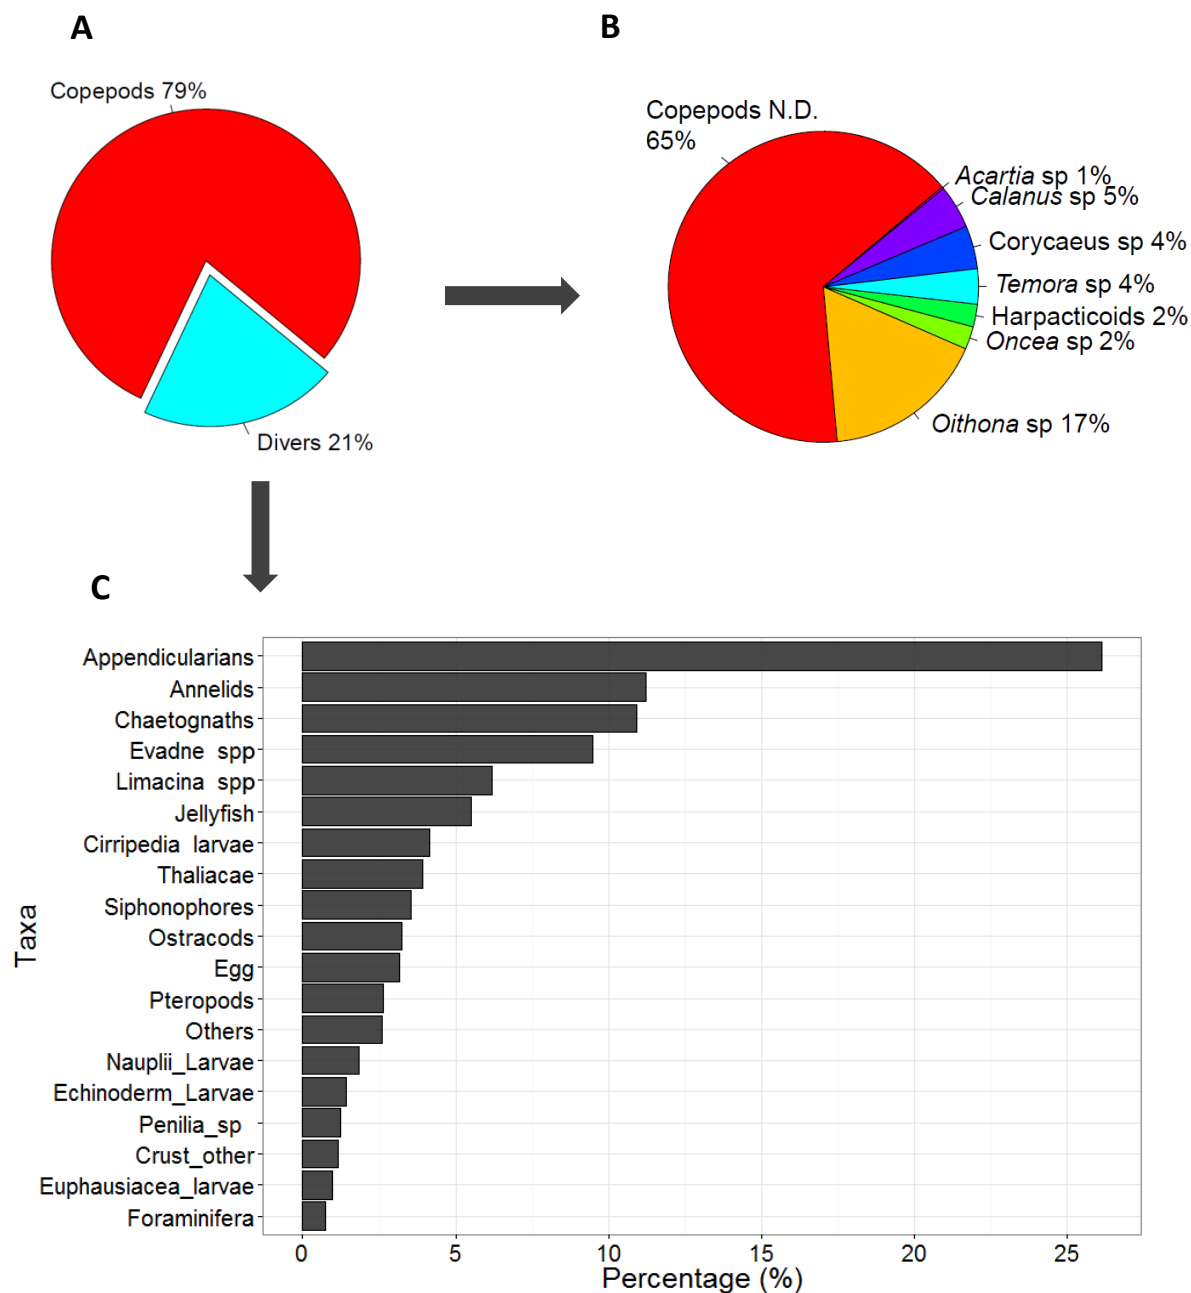 A
B
Copepods 79%
Divers 21%
Copepods N.D.
65%
Acartia sp 1%
Calanus sp 5%
Corycaeus sp 4%
Temora sp 4%
Harpacticoids 2%
Oncea sp 2%
Oithona sp 17%
C
Taxa
Appendicularians
Annelids
Chaetognaths
Evadne spp
Limacina spp
Jellyfish
Cirripedia larvae
Thaliacae
Siphonophores
Ostracods
Egg
Pteropods
Others
Nauplii_Larvae
Echinoderm_Larvae
Penilia_sp
Crust_other
Euphausiacea_larvae
Foraminifera
0 5 10 15 20 25
Percentage (%)